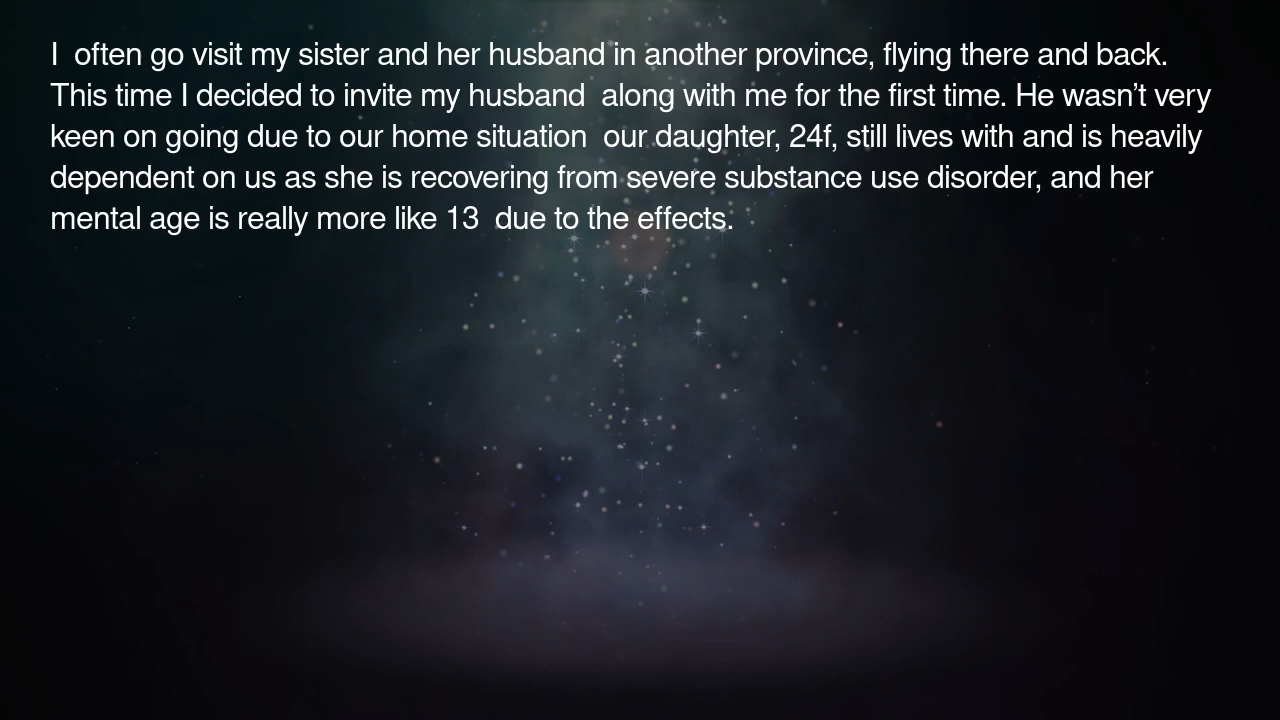 I  often go visit my sister and her husband in another province, flying there and back.
This time I decided to invite my husband  along with me for the first time. He wasn’t very
keen on going due to our home situation  our daughter, 24f, still lives with and is heavily
dependent on us as she is recovering from severe substance use disorder, and her
mental age is really more like 13  due to the effects.